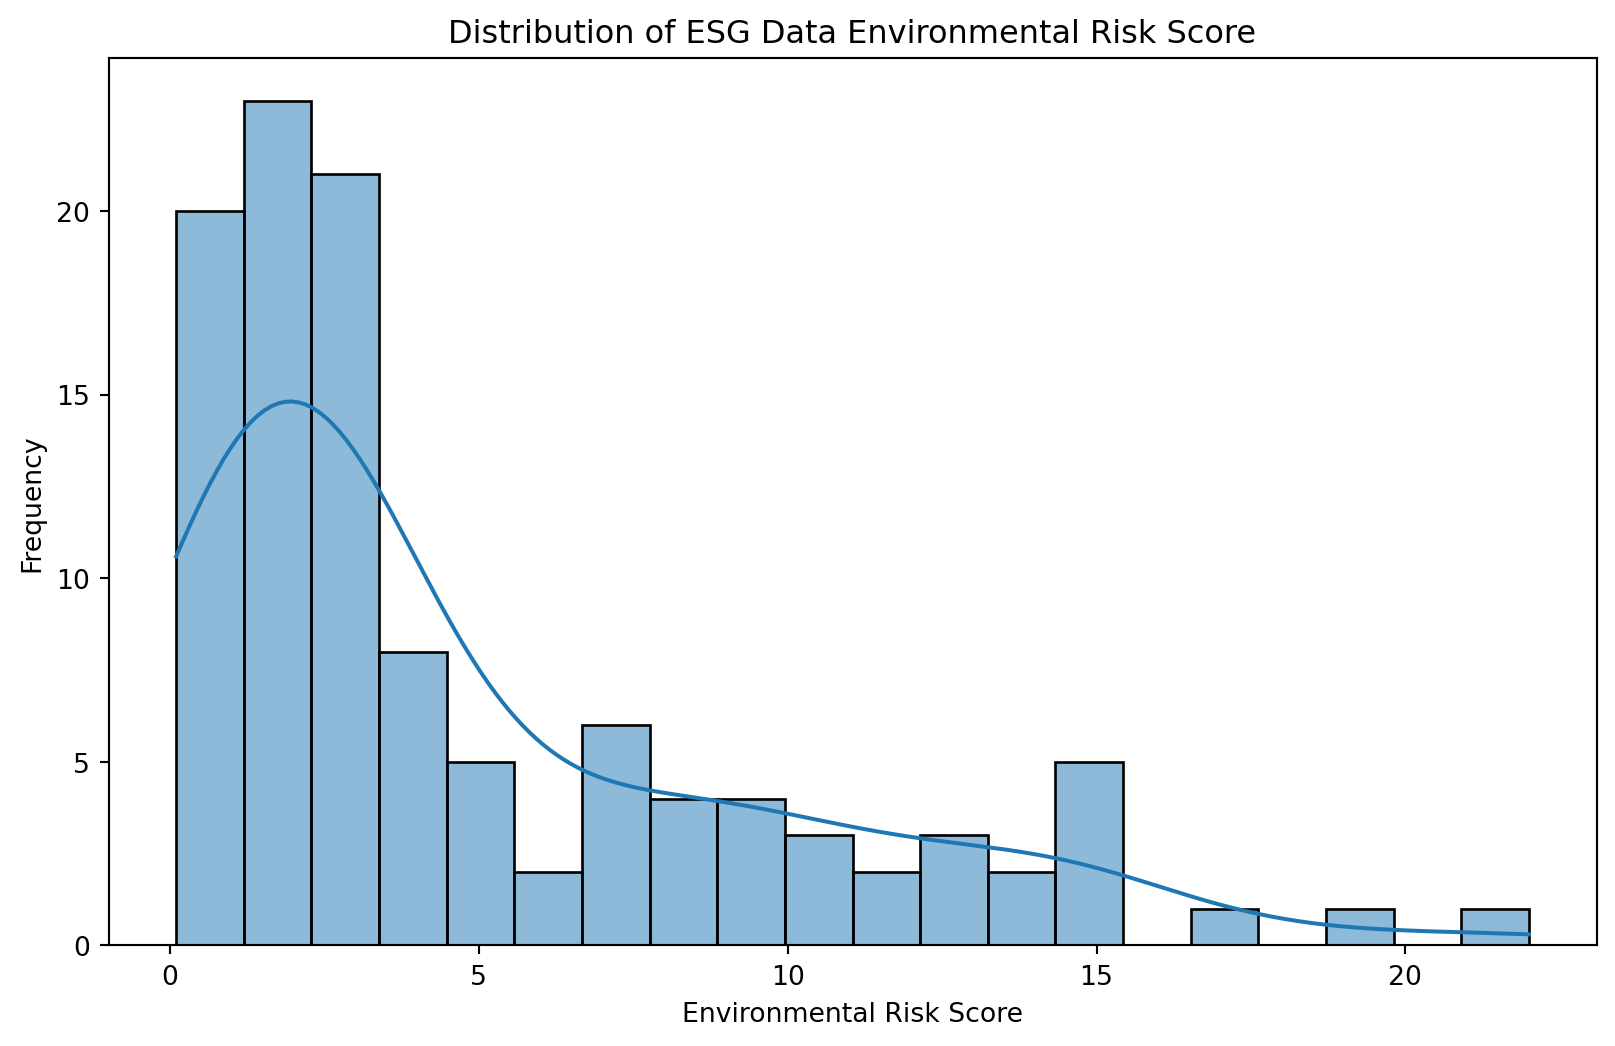 Distribution of ESG Data Environmental Risk Score
Frequency
20
15
10
5
0
0 5 10 15 20
Environmental Risk Score